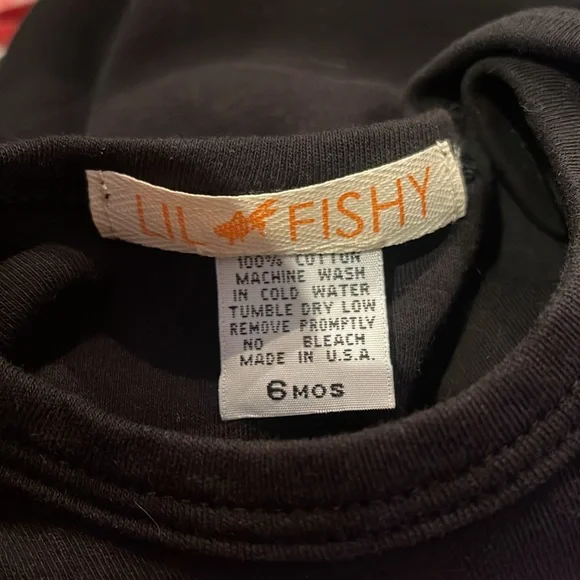 LIL FISHY
100% COTTON
MACHINE WASH
IN COLD WATER
TUMBLE DRY LOW
REMOVE PROMPTLY
NO BLEACH
MADE IN U.S.A.
6 MOS